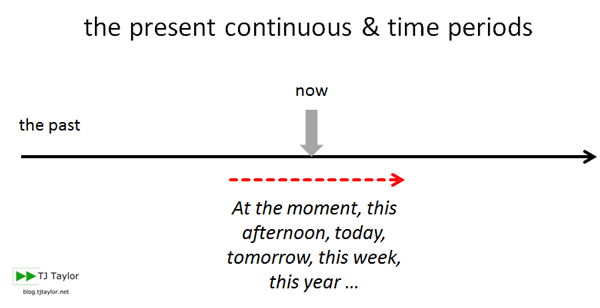 the present continuous & time periods
now
the past
At the moment, this
afternoon, today,
tomorrow, this week,
this year ...
TJ Taylor
blog.tjtaylor.net